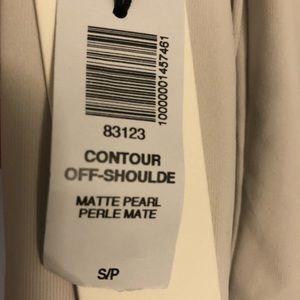 10000001457461
83123
CONTOUR
OFF-SHOULDE
MATTE PEARL
PERLE MATE
S/P